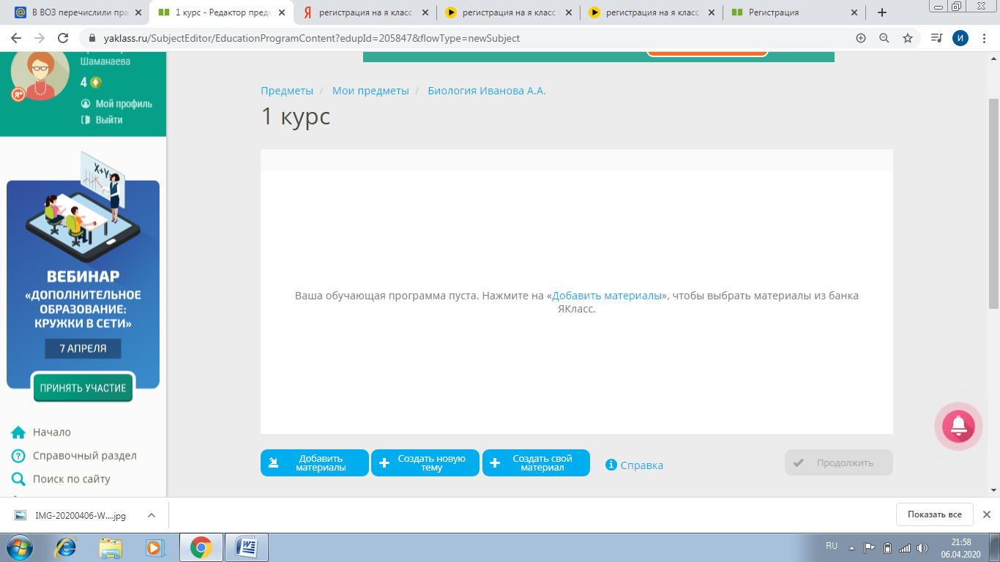 В ВОЗ перечислили пра
1 курс - Редактор предм
регистрация на я класс
регистрация на я класс
регистрация на я класс
Регистрация
yaklass.ru/SubjectEditor/EducationProgramContent?edupId=205847&flowType=newSubject
И
Шаманаева
4
Я+
Мой профиль
Выйти
Предметы / Мои предметы / Биология Иванова А.А.
1 курс
X+Y=
ВЕБИНАР
«ДОПОЛНИТЕЛЬНОЕ
ОБРАЗОВАНИЕ:
КРУЖКИ В СЕТИ»
7 АПРЕЛЯ
ПРИНЯТЬ УЧАСТИЕ
Ваша обучающая программа пуста. Нажмите на «Добавить материалы», чтобы выбрать материалы из банка
ЯКласс.
Начало
Справочный раздел
Поиск по сайту
Добавить
материалы
Создать новую
тему
Создать свой
материал
Справка
Продолжить
IMG-20200406-W....jpg
Показать все
RU
21:58
06.04.2020